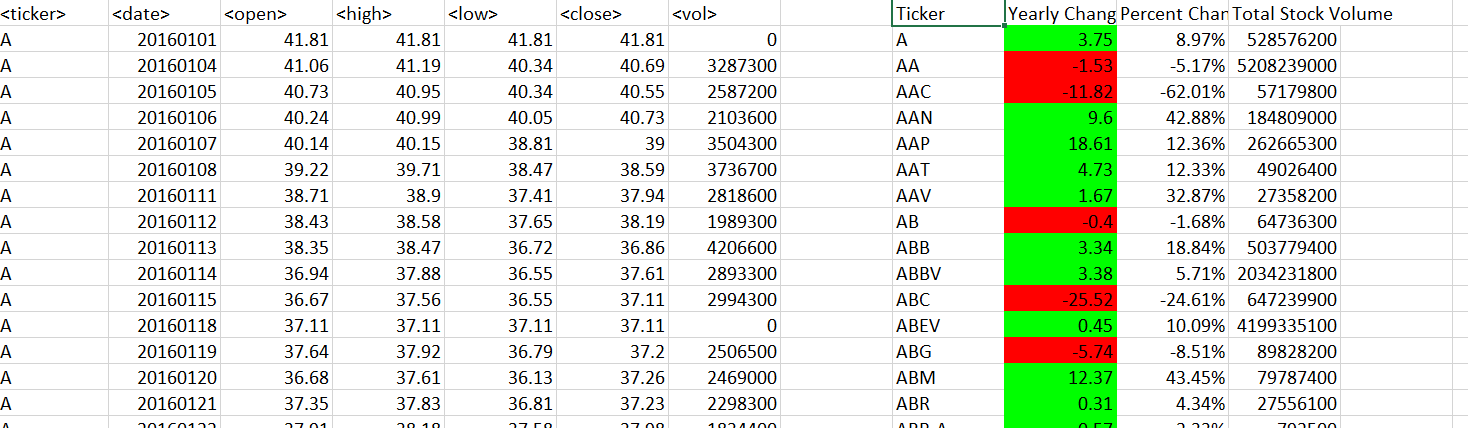 <ticker> <date> <open> <high> <low> <close> <vol> Ticker Yearly Chang Percent Chan Total Stock Volume
A 20160101 41.81 41.81 41.81 41.81 0 A 3.75 8.97% 528576200
A 20160104 41.06 41.19 40.34 40.69 3287300 AA -1.53 -5.17% 5208239000
A 20160105 40.73 40.95 40.34 40.55 2587200 AAC -11.82 -62.01% 57179800
A 20160106 40.24 40.99 40.05 40.73 2103600 AAN 9.6 42.88% 184809000
A 20160107 40.14 40.15 38.81 39 3504300 AAP 18.61 12.36% 262665300
A 20160108 39.22 39.71 38.47 38.59 3736700 AAT 4.73 12.33% 49026400
A 20160111 38.71 38.9 37.41 37.94 2818600 AAV 1.67 32.87% 27358200
A 20160112 38.43 38.58 37.65 38.19 1989300 AB -0.4 -1.68% 64736300
A 20160113 38.35 38.47 36.72 36.86 4206600 ABB 3.34 18.84% 503779400
A 20160114 36.94 37.88 36.55 37.61 2893300 ABBV 3.38 5.71% 2034231800
A 20160115 36.67 37.56 36.55 37.11 2994300 ABC -25.52 -24.61% 647239900
A 20160118 37.11 37.11 37.11 37.11 0 ABEV 0.45 10.09% 4199335100
A 20160119 37.64 37.92 36.79 37.2 2506500 ABG -5.74 -8.51% 89828200
A 20160120 36.68 37.61 36.13 37.26 2469000 ABM 12.37 43.45% 79787400
A 20160121 37.35 37.83 36.81 37.23 2298300 ABR 0.31 4.34% 27556100